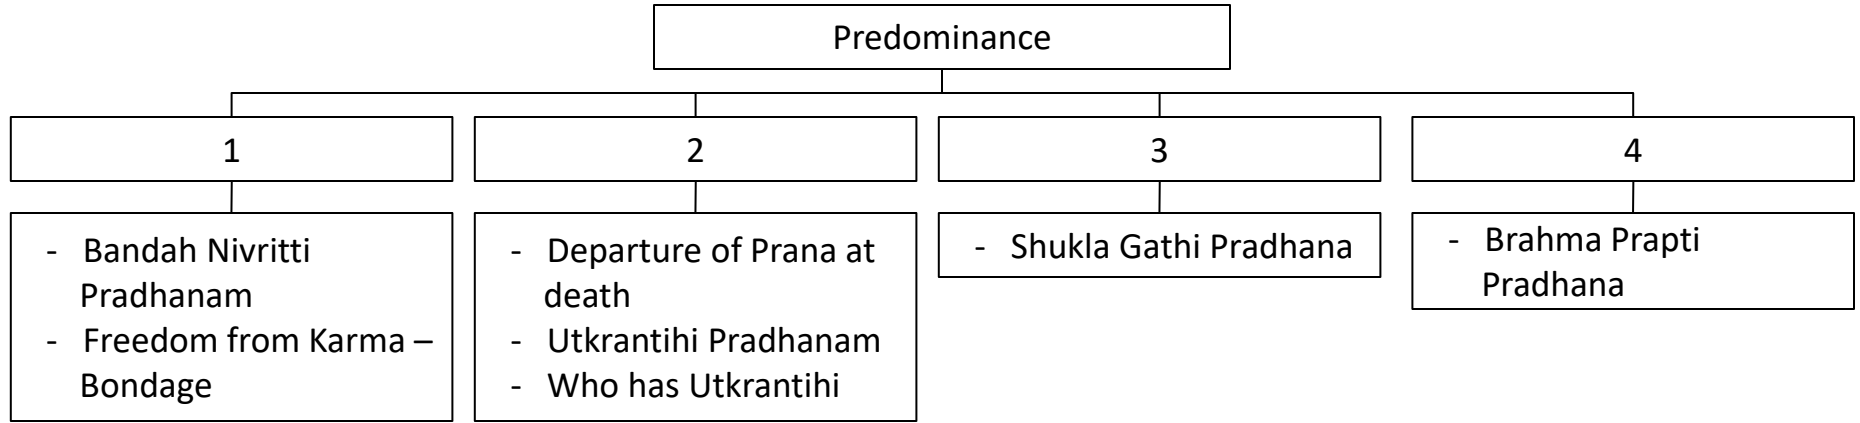 Predominance
1
2
3
4
- Bandah Nivritti
Pradhanam
- Freedom from Karma –
Bondage
- Departure of Prana at
death
- Utkrantihi Pradhanam
- Who has Utkrantihi
- Shukla Gathi Pradhana
- Brahma Prapti
Pradhana